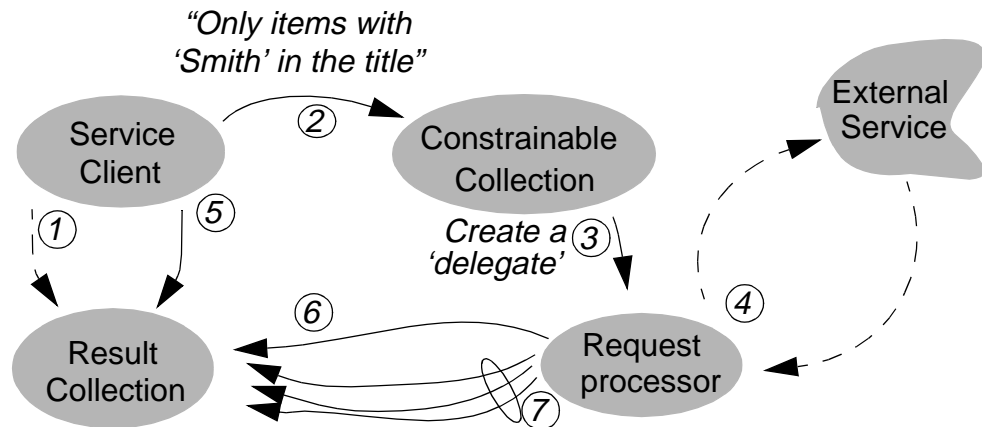 “Only items with
‘Smith’ in the title”
External
Service
2
Service
Client
Constrainable
Collection
1
5
Create a
‘delegate’
3
4
6
Result
Collection
Request
processor
7